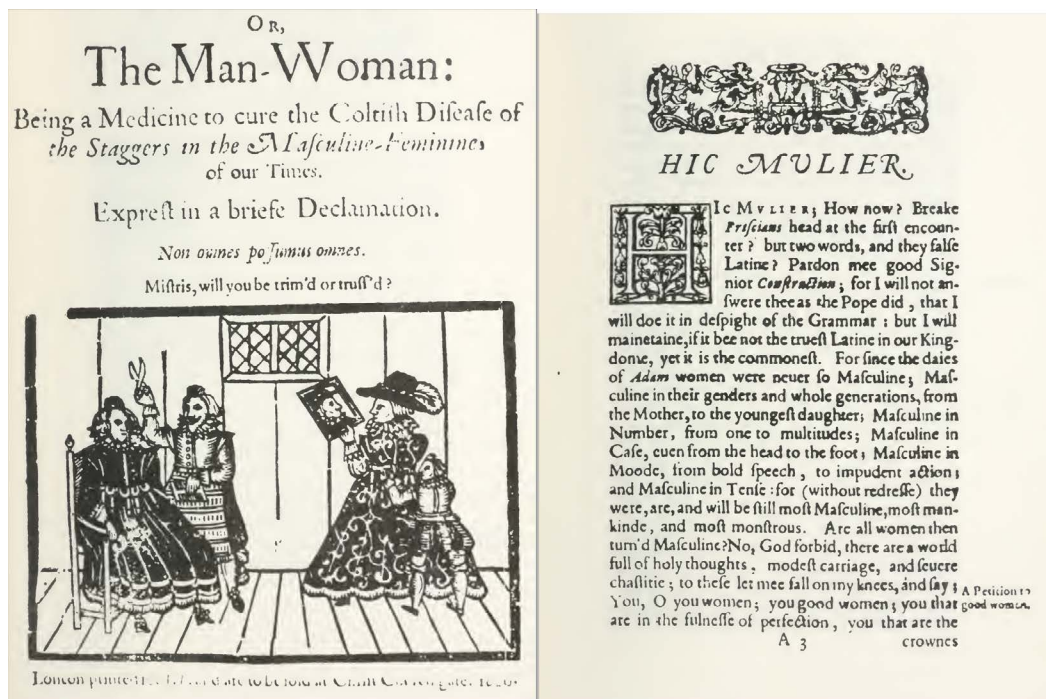 OR,
The Man-Woman:
Being a Medicine to cure the Coltish Diſeaſe of
the Staggers in the Maſculine-Feminines
of our Times.
Expreſt in a briefe Declamation.
Non omnes poſſumus omnes.
Miſtris, will you be trim'd or truſſ'd?
London printed
HIC MVLIER.
HIc MVLIER; How now? Breake
Priſcians head at the firſt encoun-
ter? but two words, and they falſe
Latine? Pardon mee good Sig-
nior Conſtruction; for I will not an-
ſwere thee as the Pope did, that I
will doe it in deſpight of the Grammar: but I will
mainetaine, if it bee not the trueſt Latine in our King-
dome, yet it is the commoneſt. For ſince the daies
of Adam women were neuer ſo Maſculine; Maſ-
culine in their genders and whole generations, from
the Mother, to the youngeſt daughter; Maſculine in
Number, from one to multitudes; Maſculine in
Caſe, euen from the head to the foot; Maſculine in
Moode, from bold ſpeech, to impudent action;
and Maſculine in Tenſe: for (without redreſſe) they
were, are, and will be ſtill moſt Maſculine, moſt man-
kinde, and moſt monſtrous. Are all women then
turn'd Maſculine? No, God forbid, there are a world
full of holy thoughts, modeſt carriage, and ſeuere
chaſtitie; to theſe let mee fall on my knees, and ſay;
You, O you women; you good women; you that
are in the fulneſſe of perfection, you that are the
A Petition to
good women.
A 3 crownes